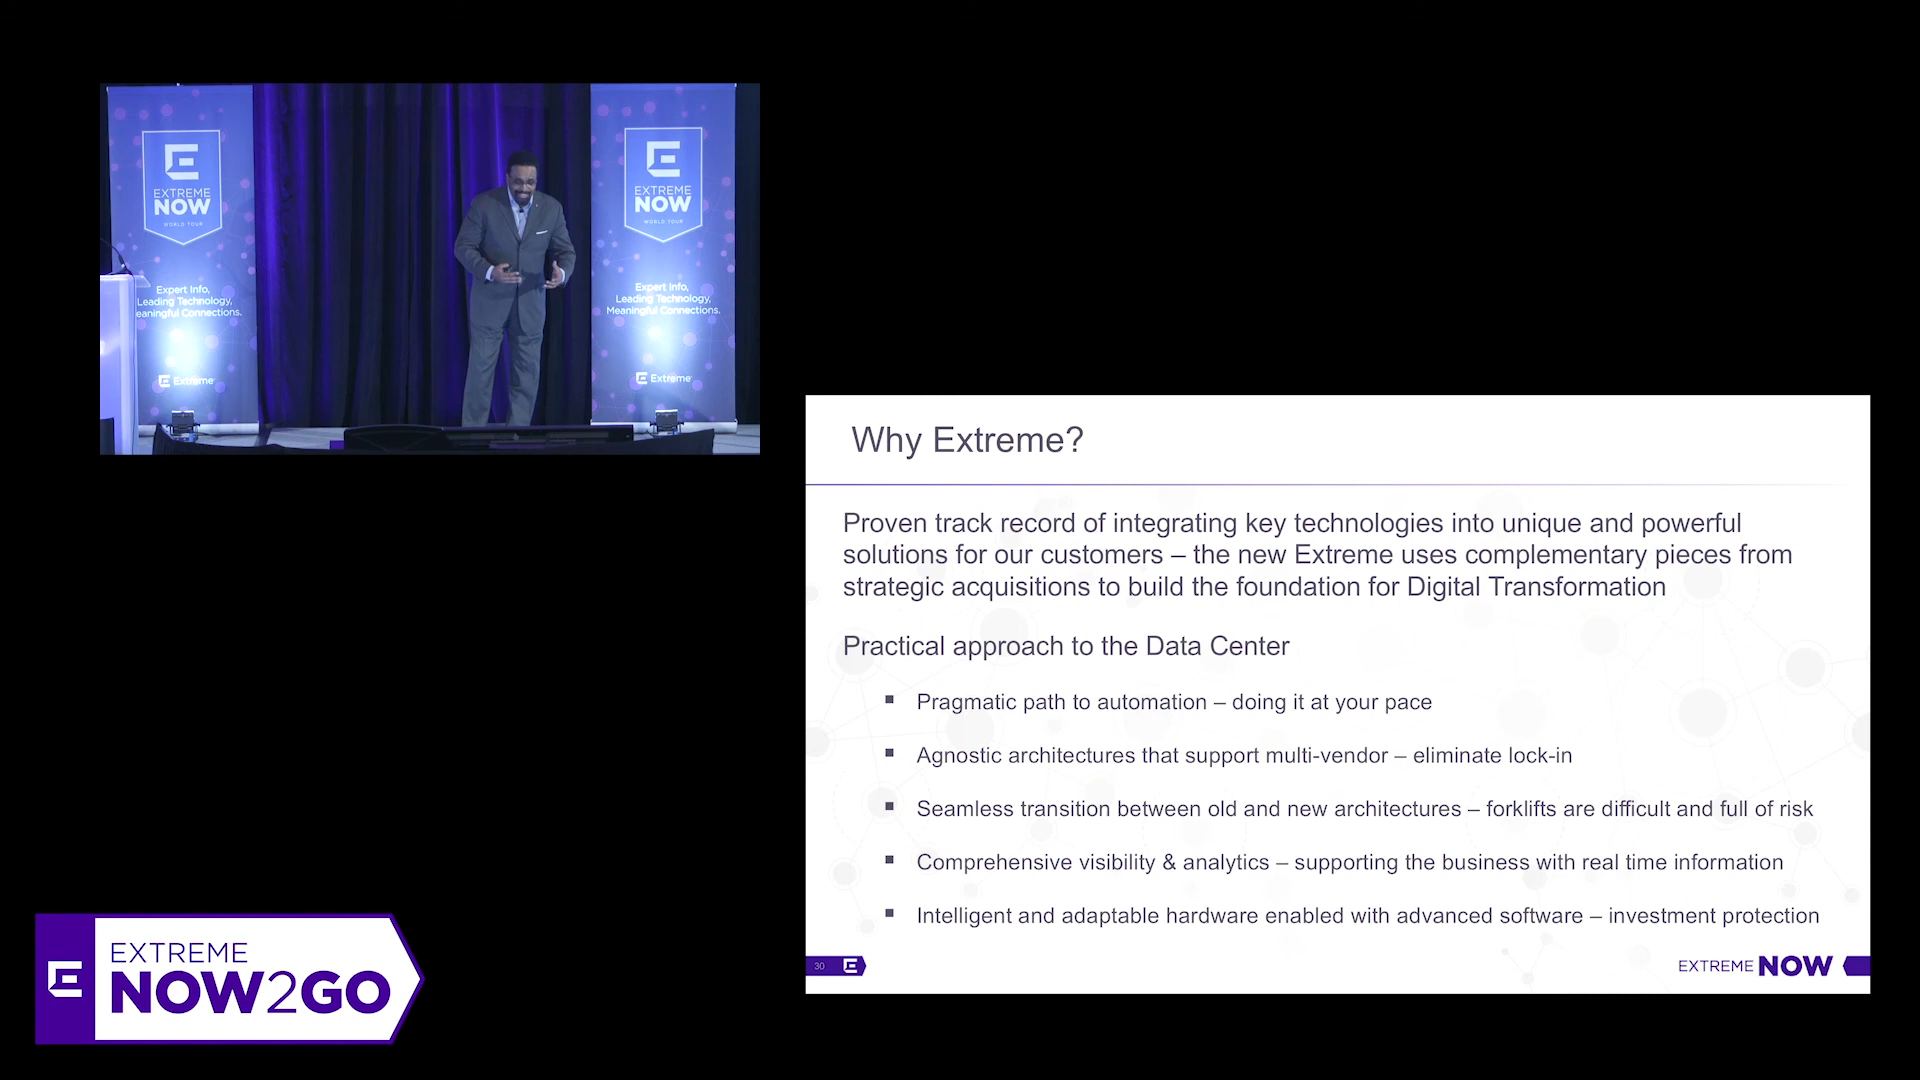 EXTREME
NOW
WORLD TOUR
Expert Info,
Leading Technology,
eaningful Connections.
Extreme
EXTREME
NOW
WORLD TOUR
Expert Info,
Leading Technology,
Meaningful Connections.
Extreme
Why Extreme?
Proven track record of integrating key technologies into unique and powerful
solutions for our customers – the new Extreme uses complementary pieces from
strategic acquisitions to build the foundation for Digital Transformation
Practical approach to the Data Center
▪ Pragmatic path to automation – doing it at your pace
▪ Agnostic architectures that support multi-vendor – eliminate lock-in
▪ Seamless transition between old and new architectures – forklifts are difficult and full of risk
▪ Comprehensive visibility & analytics – supporting the business with real time information
▪ Intelligent and adaptable hardware enabled with advanced software – investment protection
30
EXTREME NOW
EXTREME
NOW2GO